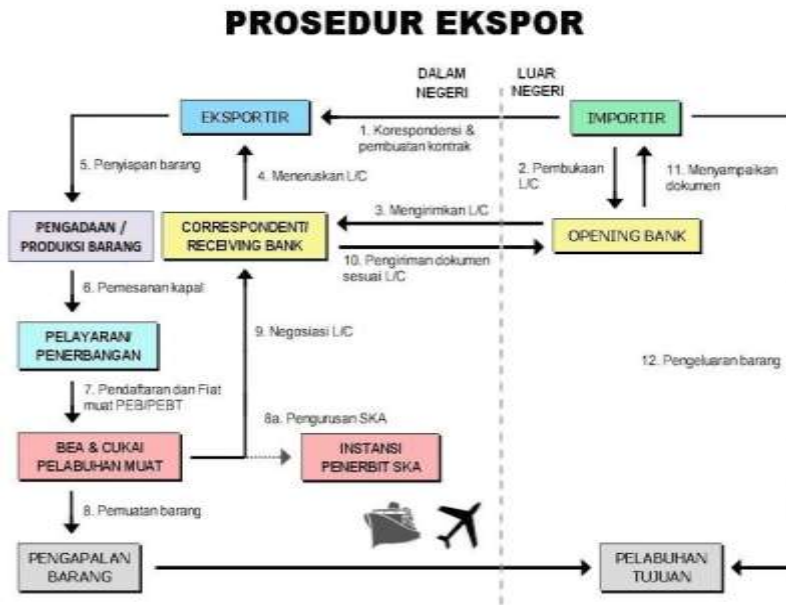 PROSEDUR EKSPOR
DALAM
NEGERI
LUAR
NEGERI
EKSPORTIR
IMPORTIR
1. Korespondensi &
pembuatan kontrak
5. Penyiapan barang
4. Meneruskan L/C
2. Pembukaan
L/C
11. Menyampaikan
dokumen
3. Mengirimkan L/C
PENGADAAN /
PRODUKSI BARANG
CORRESPONDENT/
RECEIVING BANK
OPENING BANK
10. Pengiriman dokumen
sesuai L/C
6. Pemesanan kapal
9. Negosiasi L/C
PELAYARAN/
PENERBANGAN
12. Pengeluaran barang
7. Pendaftaran dan Fiat
muat PEB/PEBT
8a. Pengurusan SKA
BEA & CUKAI
PELABUHAN MUAT
INSTANSI
PENERBIT SKA
8. Pemuatan barang
PENGAPALAN
BARANG
PELABUHAN
TUJUAN